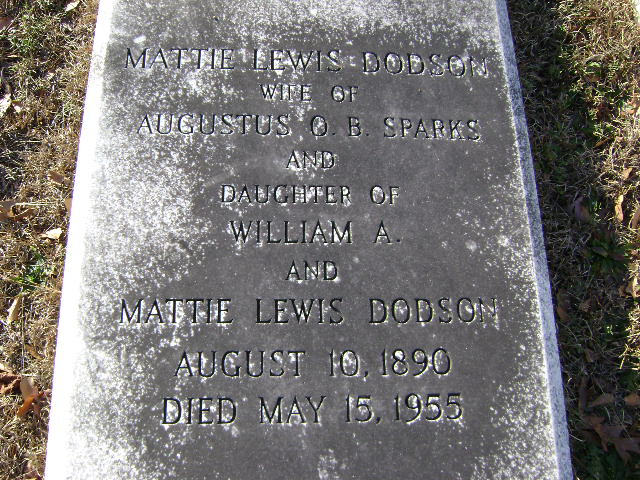 MATTIE LEWIS DODSON
WIFE OF
AUGUSTUS O. B. SPARKS
AND
DAUGHTER OF
WILLIAM A.
AND
MATTIE LEWIS DODSON
AUGUST 10, 1890
DIED MAY 15, 1955